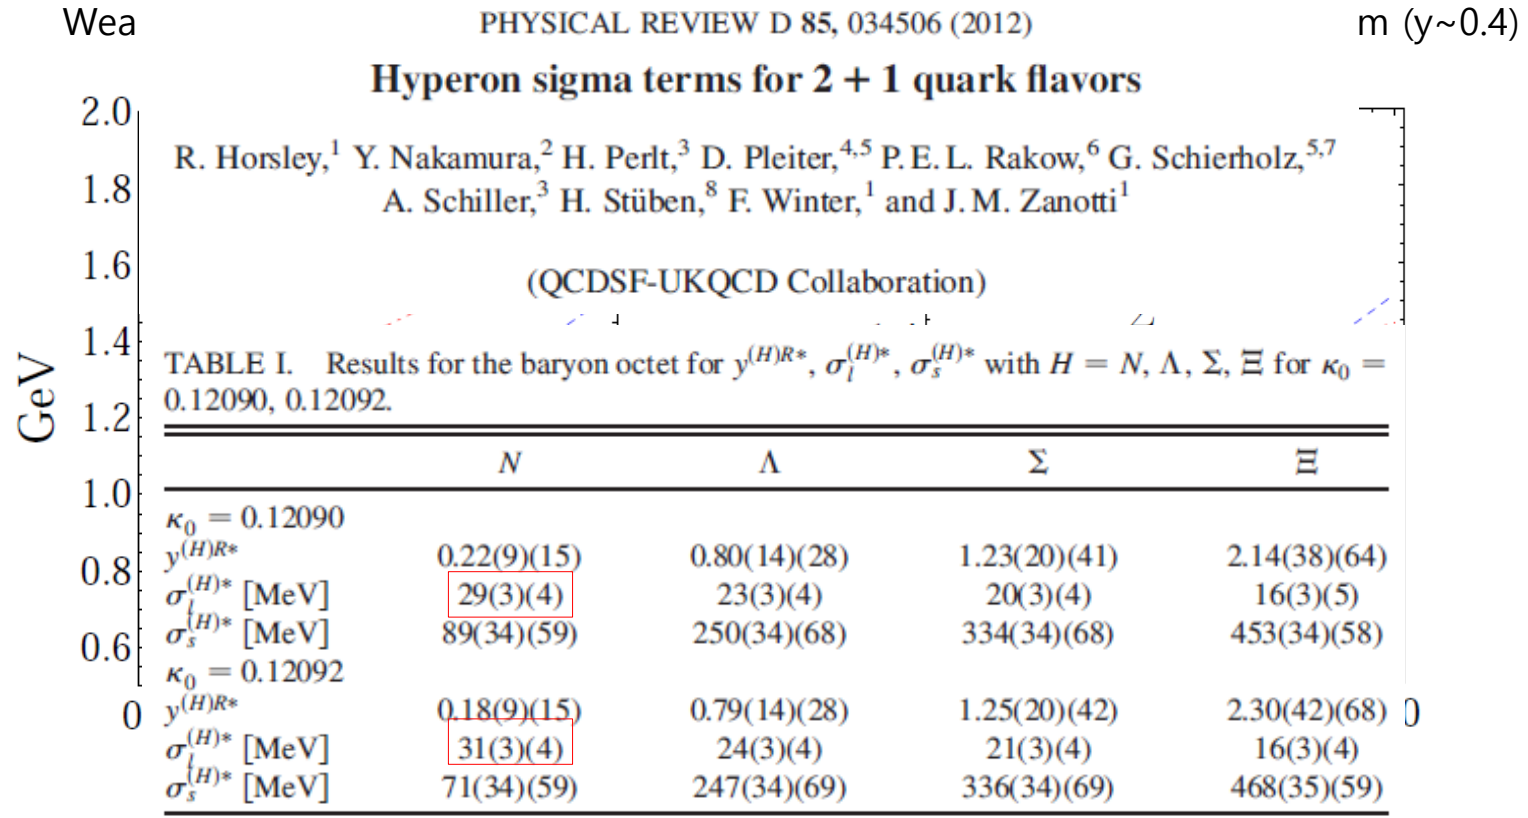 Wea PHYSICAL REVIEW D 85, 034506 (2012) m (y~0.4)
Hyperon sigma terms for 2 + 1 quark flavors
2.0
R. Horsley,¹ Y. Nakamura,² H. Perlt,³ D. Pleiter,⁴,⁵ P. E. L. Rakow,⁶ G. Schierholz,⁵,⁷
1.8
A. Schiller,³ H. Stüben,⁸ F. Winter,¹ and J. M. Zanotti¹
1.6
(QCDSF-UKQCD Collaboration)
1.4
GeV
TABLE I. Results for the baryon octet for y^(H)R*, σ_l^(H)*, σ_s^(H)* with H = N, Λ, Σ, Ξ for κ₀ =
0.12090, 0.12092.
1.2
N Λ Σ Ξ
1.0
κ₀ = 0.12090
y^(H)R* 0.22(9)(15) 0.80(14)(28) 1.23(20)(41) 2.14(38)(64)
0.8
σ_l^(H)* [MeV] 29(3)(4) 23(3)(4) 20(3)(4) 16(3)(5)
σ_s^(H)* [MeV] 89(34)(59) 250(34)(68) 334(34)(68) 453(34)(58)
0.6
κ₀ = 0.12092
0 y^(H)R* 0.18(9)(15) 0.79(14)(28) 1.25(20)(42) 2.30(42)(68) 0
σ_l^(H)* [MeV] 31(3)(4) 24(3)(4) 21(3)(4) 16(3)(4)
σ_s^(H)* [MeV] 71(34)(59) 247(34)(69) 336(34)(69) 468(35)(59)